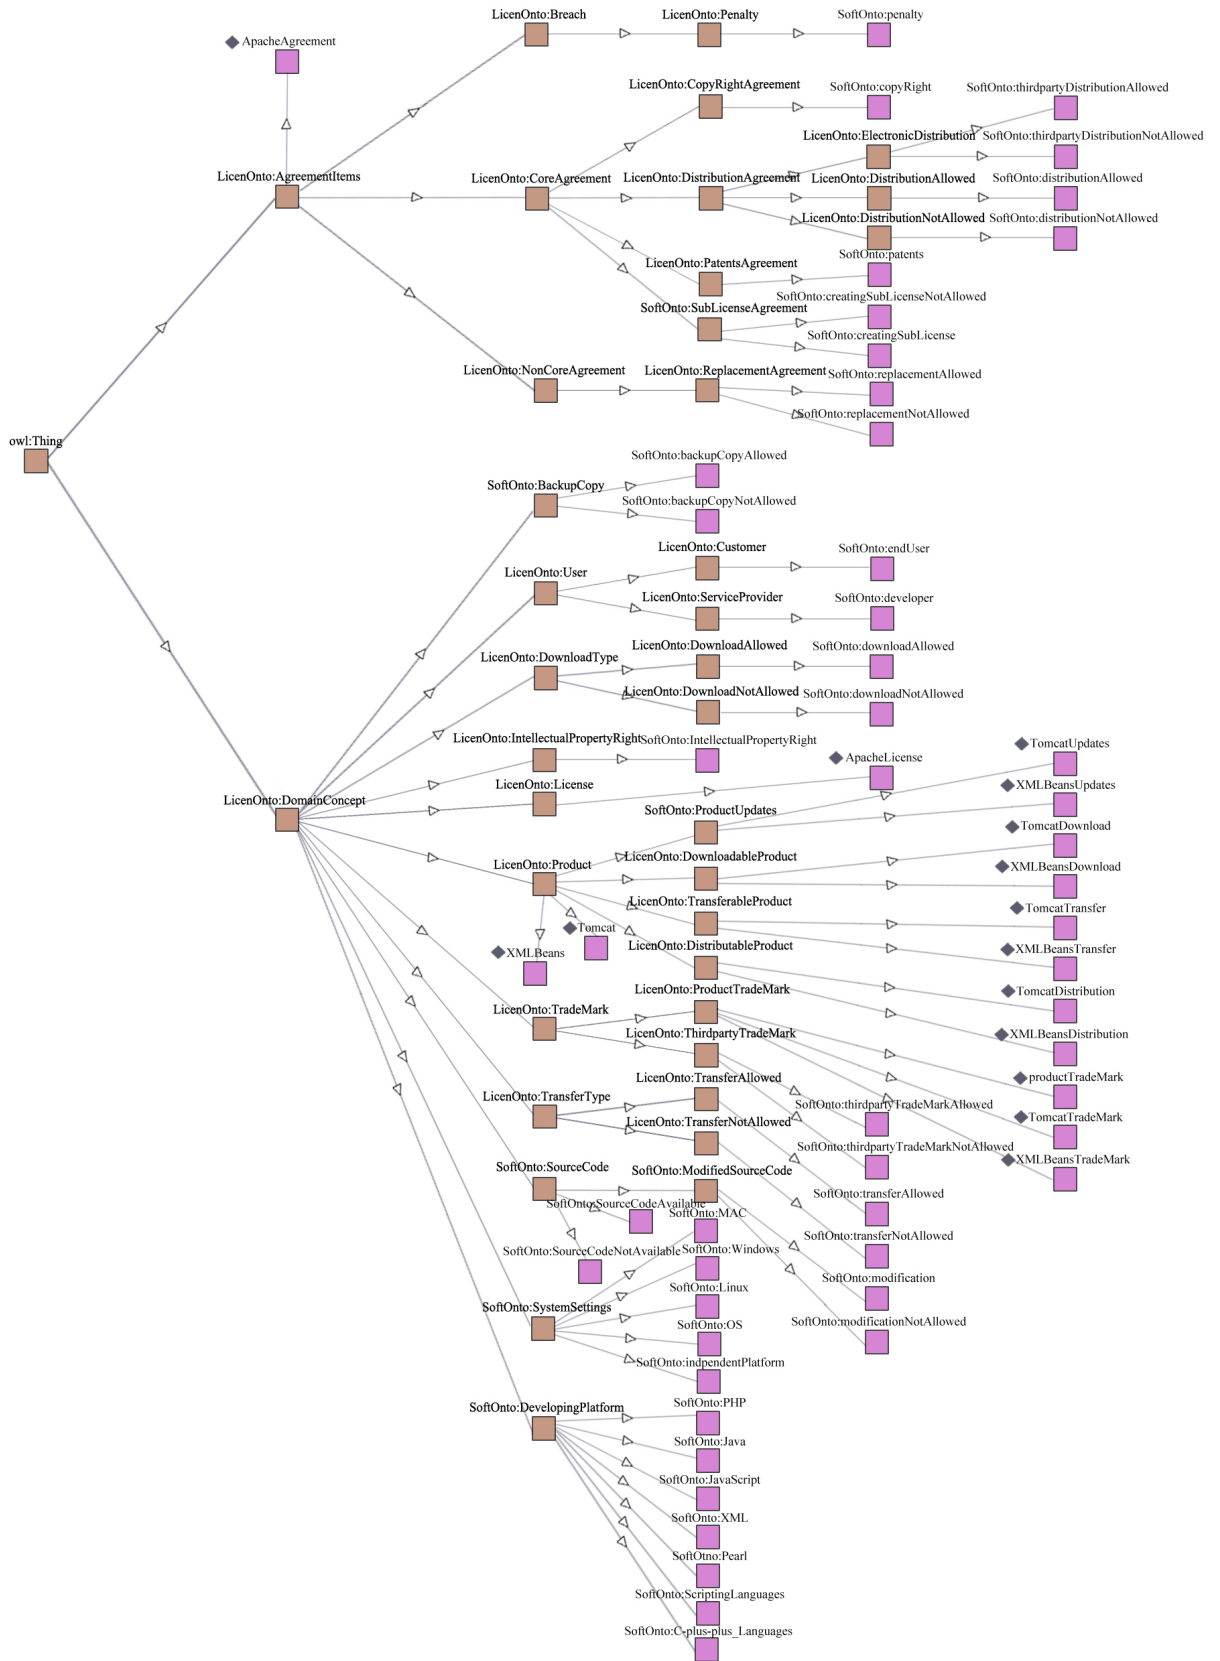 LicenOnto:Breach
LicenOnto:Penalty
SoftOnto:penalty
ApacheAgreement
LicenOnto:CopyRightAgreement
SoftOnto:copyRight
SoftOnto:thirdpartyDistributionAllowed
LicenOnto:ElectronicDistribution
SoftOnto:thirdpartyDistributionNotAllowed
LicenOnto:AgreementItems
LicenOnto:CoreAgreement
LicenOnto:DistributionAgreement
LicenOnto:DistributionAllowed
SoftOnto:distributionAllowed
LicenOnto:DistributionNotAllowed
SoftOnto:distributionNotAllowed
SoftOnto:patents
LicenOnto:PatentsAgreement
SoftOnto:creatingSubLicenseNotAllowed
SoftOnto:SubLicenseAgreement
SoftOnto:creatingSubLicense
LicenOnto:NonCoreAgreement
LicenOnto:ReplacementAgreement
SoftOnto:replacementAllowed
SoftOnto:replacementNotAllowed
owl:Thing
SoftOnto:backupCopyAllowed
SoftOnto:BackupCopy
SoftOnto:backupCopyNotAllowed
LicenOnto:Customer
SoftOnto:endUser
LicenOnto:User
LicenOnto:ServiceProvider
SoftOnto:developer
LicenOnto:DownloadAllowed
SoftOnto:downloadAllowed
LicenOnto:DownloadType
LicenOnto:DownloadNotAllowed
SoftOnto:downloadNotAllowed
LicenOnto:IntellectualPropertyRight
SoftOnto:IntellectualPropertyRight
TomcatUpdates
ApacheLicense
LicenOnto:License
XMLBeansUpdates
LicenOnto:DomainConcept
SoftOnto:ProductUpdates
TomcatDownload
LicenOnto:Product
LicenOnto:DownloadableProduct
XMLBeansDownload
LicenOnto:TransferableProduct
TomcatTransfer
Tomcat
XMLBeans
LicenOnto:DistributableProduct
XMLBeansTransfer
LicenOnto:ProductTradeMark
TomcatDistribution
LicenOnto:TradeMark
LicenOnto:ThirdpartyTradeMark
XMLBeansDistribution
LicenOnto:TransferAllowed
productTradeMark
LicenOnto:TransferType
SoftOnto:thirdpartyTradeMarkAllowed
TomcatTradeMark
LicenOnto:TransferNotAllowed
SoftOnto:thirdpartyTradeMarkNotAllowed
XMLBeansTradeMark
SoftOnto:SourceCode
SoftOnto:ModifiedSourceCode
SoftOnto:transferAllowed
SoftOnto:SourceCodeAvailable
SoftOnto:MAC
SoftOnto:transferNotAllowed
SoftOnto:SourceCodeNotAvailable
SoftOnto:Windows
SoftOnto:modification
SoftOnto:Linux
SoftOnto:SystemSettings
SoftOnto:modificationNotAllowed
SoftOnto:OS
SoftOnto:indpendentPlatform
SoftOnto:DevelopingPlatform
SoftOnto:PHP
SoftOnto:Java
SoftOnto:JavaScript
SoftOnto:XML
SoftOtno:Pearl
SoftOnto:ScriptingLanguages
SoftOnto:C-plus-plus_Languages